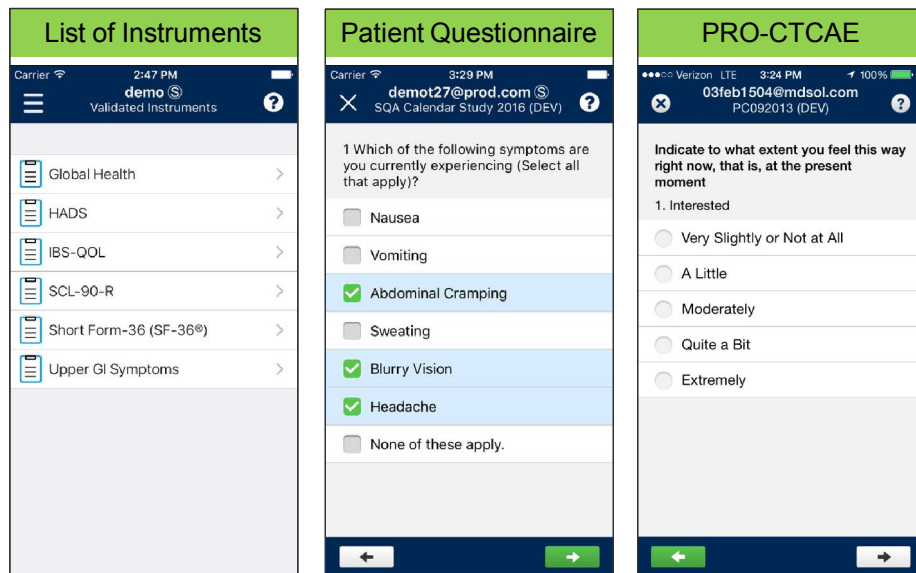 List of Instruments
Carrier 2:47 PM
demo Ⓢ
Validated Instruments
?
Global Health
HADS
IBS-QOL
SCL-90-R
Short Form-36 (SF-36®)
Upper GI Symptoms
Patient Questionnaire
Carrier 3:29 PM
demot27@prod.com Ⓢ
SQA Calendar Study 2016 (DEV)
?
1 Which of the following symptoms are
you currently experiencing (Select all
that apply)?
Nausea
Vomiting
Abdominal Cramping
Sweating
Blurry Vision
Headache
None of these apply.
PRO-CTCAE
Verizon LTE 3:24 PM 100%
03feb1504@mdsol.com
PC092013 (DEV)
?
Indicate to what extent you feel this way
right now, that is, at the present
moment
1. Interested
Very Slightly or Not at All
A Little
Moderately
Quite a Bit
Extremely